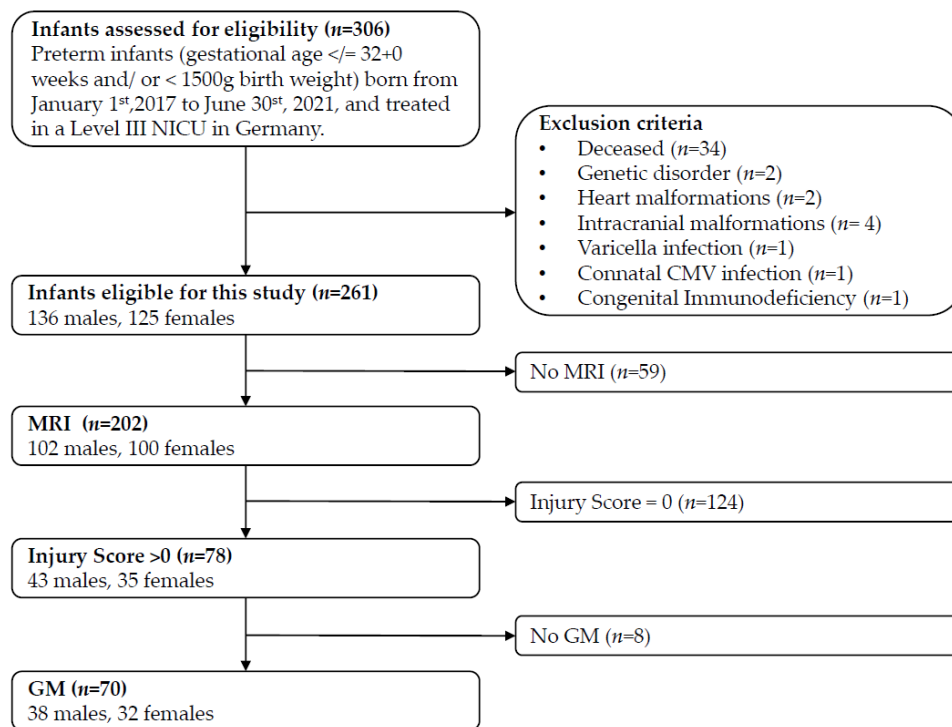 Infants assessed for eligibility (n=306)
Preterm infants (gestational age </= 32+0
weeks and/ or < 1500g birth weight) born from
January 1st,2017 to June 30st, 2021, and treated
in a Level III NICU in Germany.
Exclusion criteria
• Deceased (n=34)
• Genetic disorder (n=2)
• Heart malformations (n=2)
• Intracranial malformations (n= 4)
• Varicella infection (n=1)
• Connatal CMV infection (n=1)
• Congenital Immunodeficiency (n=1)
Infants eligible for this study (n=261)
136 males, 125 females
No MRI (n=59)
MRI (n=202)
102 males, 100 females
Injury Score = 0 (n=124)
Injury Score >0 (n=78)
43 males, 35 females
No GM (n=8)
GM (n=70)
38 males, 32 females